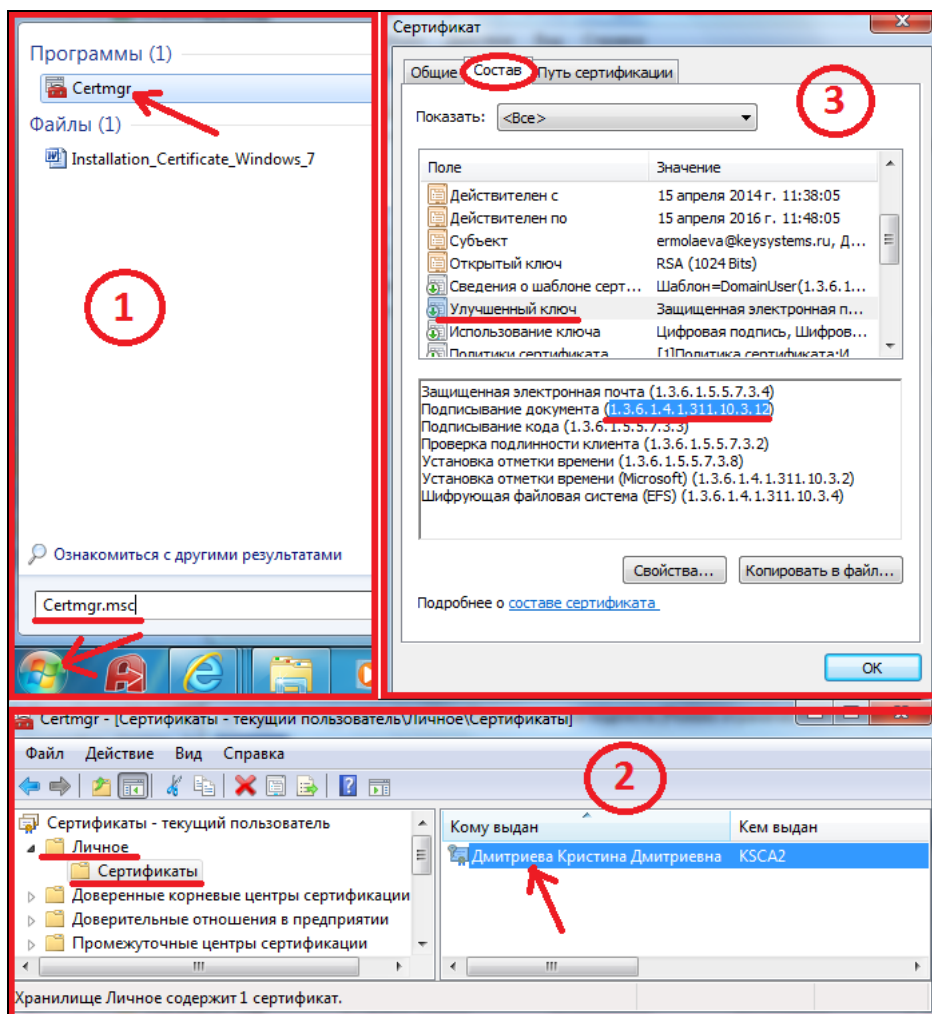 Программы (1)
Certmgr
Файлы (1)
Installation_Certificate_Windows_7
1
Ознакомиться с другими результатами
Certmgr.msc
Сертификат
Общие Состав Путь сертификации
3
Показать: <Все>
Поле Значение
Действителен с 15 апреля 2014 г. 11:38:05
Действителен по 15 апреля 2016 г. 11:48:05
Субъект ermolaeva@keysystems.ru, Д...
Открытый ключ RSA (1024 Bits)
Сведения о шаблоне серт... Шаблон=DomainUser(1.3.6.1...
Улучшенный ключ Защищенная электронная п...
Использование ключа Цифровая подпись, Шифров...
Политики сертификата [1]Политика сертификата:И
Защищенная электронная почта (1.3.6.1.5.5.7.3.4)
Подписывание документа (1.3.6.1.4.1.311.10.3.12)
Подписывание кода (1.3.6.1.5.5.7.3.3)
Проверка подлинности клиента (1.3.6.1.5.5.7.3.2)
Установка отметки времени (1.3.6.1.5.5.7.3.8)
Установка отметки времени (Microsoft) (1.3.6.1.4.1.311.10.3.2)
Шифрующая файловая система (EFS) (1.3.6.1.4.1.311.10.3.4)
Свойства... Копировать в файл...
Подробнее о составе сертификата
ОК
Certmgr - [Сертификаты - текущий пользователь\Личное\Сертификаты]
Файл Действие Вид Справка
2
Сертификаты - текущий пользователь
Личное
Сертификаты
Доверенные корневые центры сертификации
Доверительные отношения в предприятии
Промежуточные центры сертификации
Кому выдан Кем выдан
Дмитриева Кристина Дмитриевна KSCA2
Хранилище Личное содержит 1 сертификат.